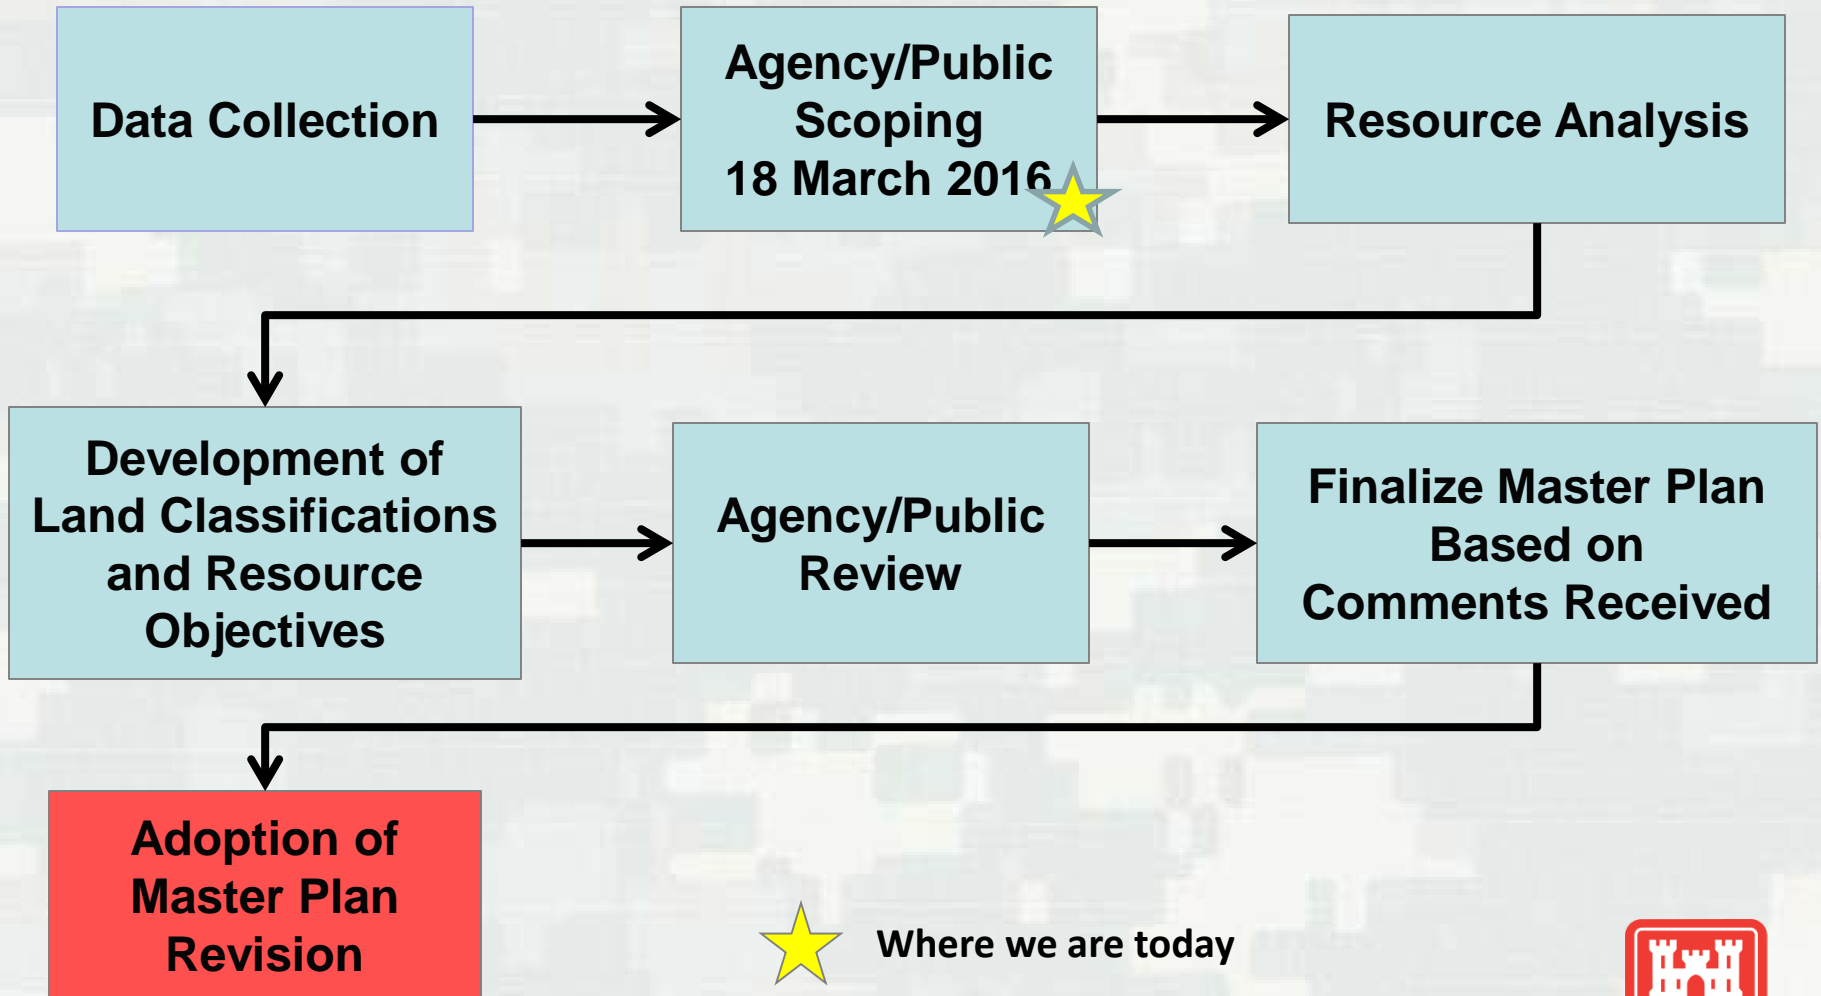 Data Collection
Agency/Public
Scoping
18 March 2016
Resource Analysis
Development of
Land Classifications
and Resource
Objectives
Agency/Public
Review
Finalize Master Plan
Based on
Comments Received
Adoption of
Master Plan
Revision
Where we are today